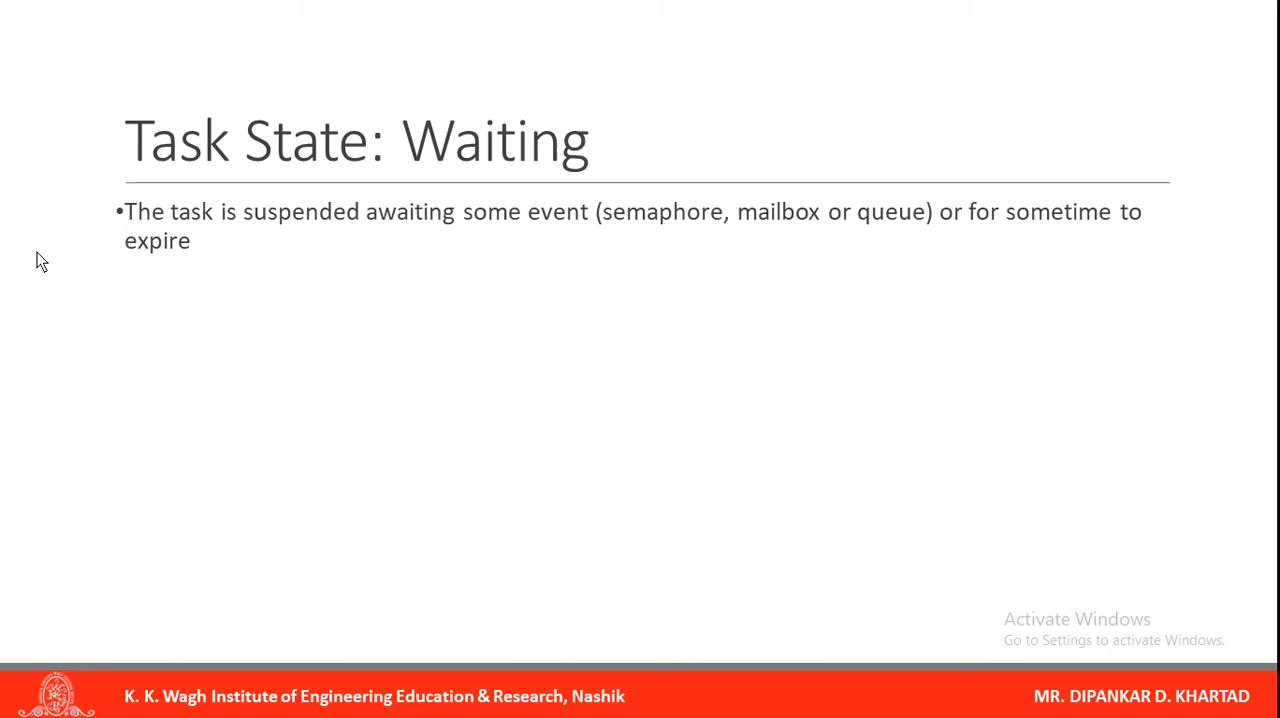 Task State: Waiting
•The task is suspended awaiting some event (semaphore, mailbox or queue) or for sometime to
expire
Activate Windows
Go to Settings to activate Windows.
K. K. Wagh Institute of Engineering Education & Research, Nashik
MR. DIPANKAR D. KHARTAD